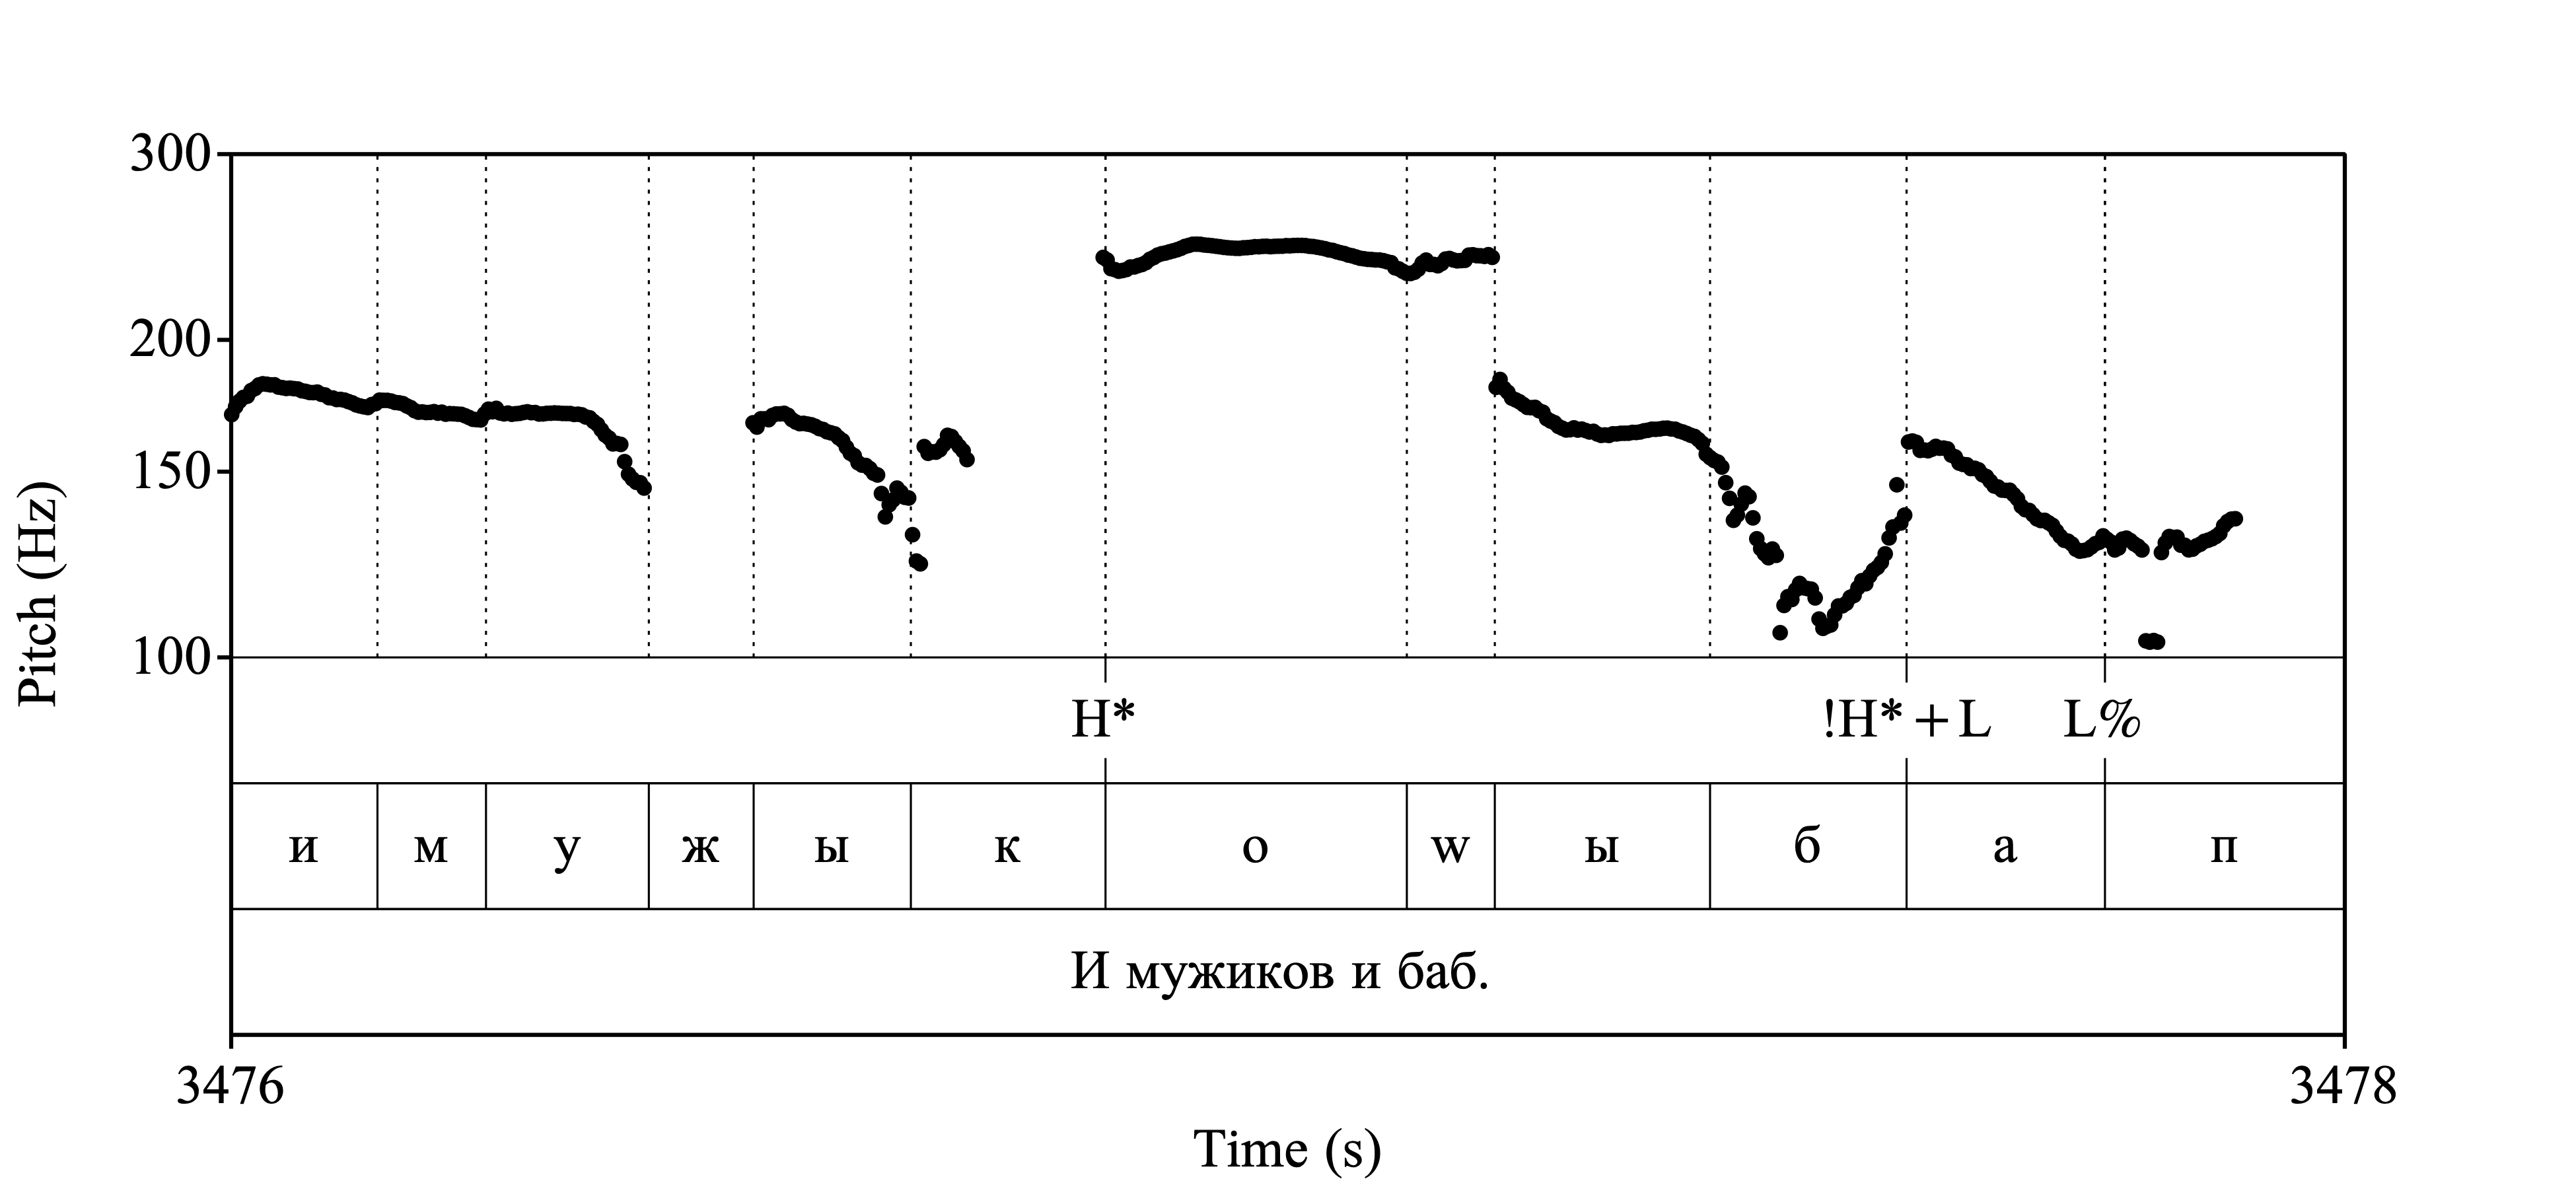 300
200
150
100
Pitch (Hz)
H* !H* + L L%
и м у ж ы к о w ы б а п
И мужиков и баб.
3476 3478
Time (s)